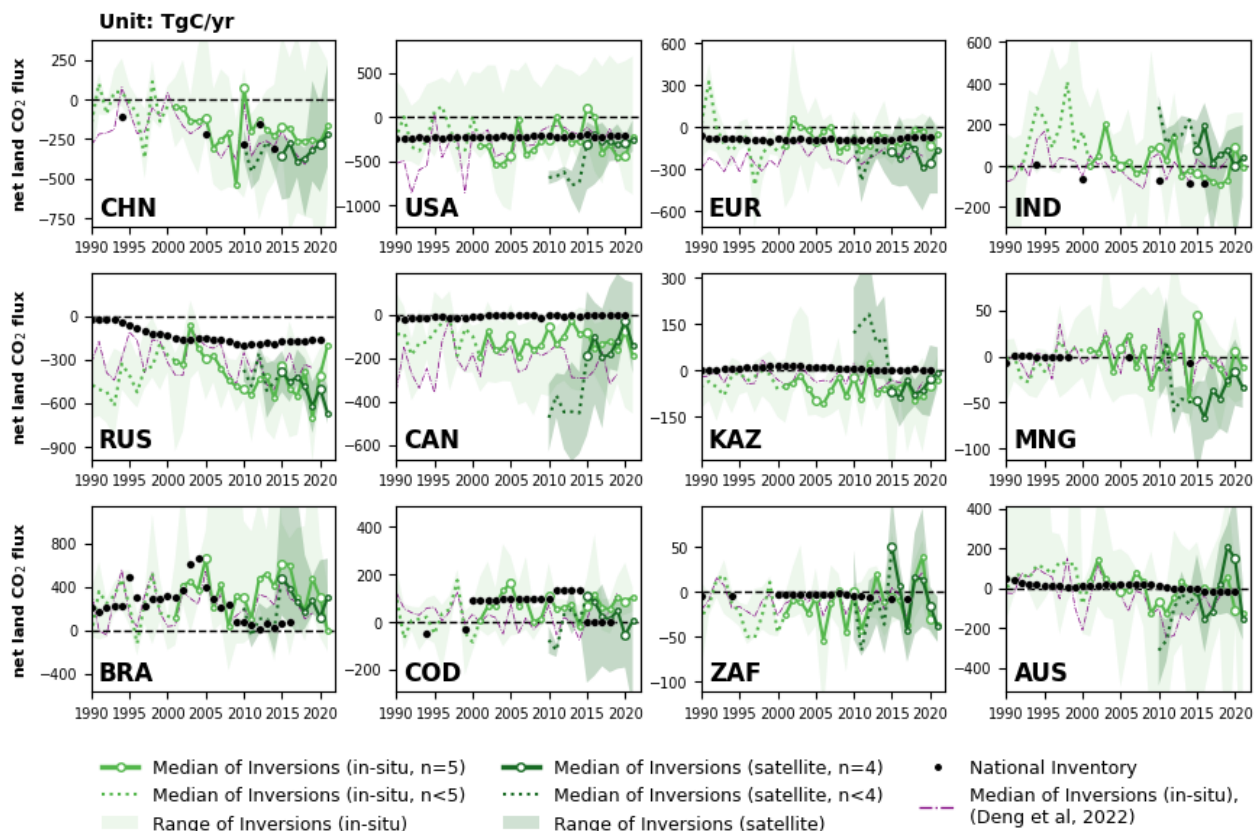 Unit: TgC/yr
net land CO₂ flux
250
0
−250
−500
−750
CHN
1990 1995 2000 2005 2010 2015 2020
500
0
−500
−1000
USA
1990 1995 2000 2005 2010 2015 2020
600
300
0
−300
−600
EUR
1990 1995 2000 2005 2010 2015 2020
600
400
200
0
−200
IND
1990 1995 2000 2005 2010 2015 2020
net land CO₂ flux
0
−300
−600
−900
RUS
1990 1995 2000 2005 2010 2015 2020
0
−200
−400
−600
CAN
1990 1995 2000 2005 2010 2015 2020
300
150
0
−150
KAZ
1990 1995 2000 2005 2010 2015 2020
50
0
−50
−100
MNG
1990 1995 2000 2005 2010 2015 2020
net land CO₂ flux
800
400
0
−400
BRA
1990 1995 2000 2005 2010 2015 2020
400
200
0
−200
COD
1990 1995 2000 2005 2010 2015 2020
50
0
−50
−100
ZAF
1990 1995 2000 2005 2010 2015 2020
400
200
0
−200
−400
AUS
1990 1995 2000 2005 2010 2015 2020
Median of Inversions (in-situ, n=5)
Median of Inversions (in-situ, n<5)
Range of Inversions (in-situ)
Median of Inversions (satellite, n=4)
Median of Inversions (satellite, n<4)
Range of Inversions (satellite)
National Inventory
Median of Inversions (in-situ),
(Deng et al, 2022)